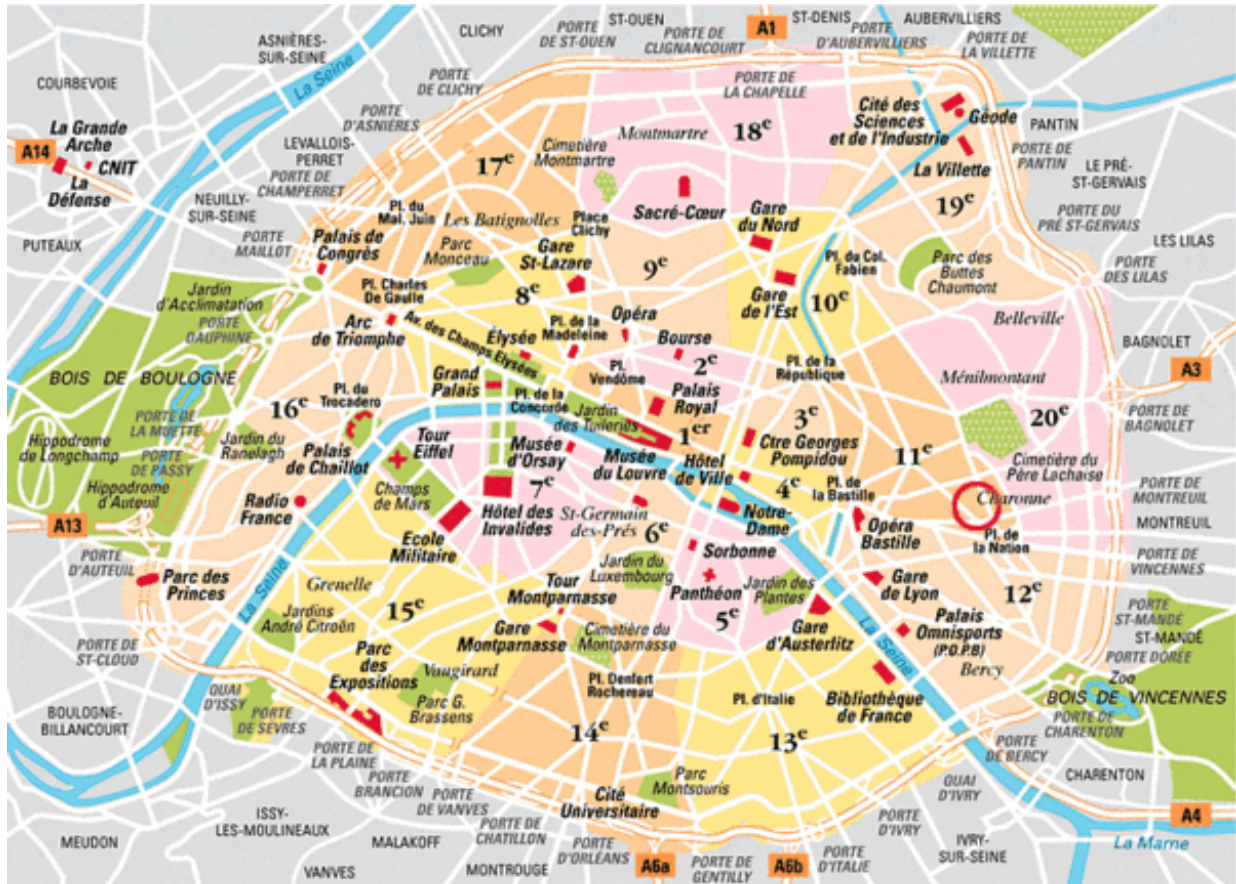 CLICHY
ST-OUEN
PORTE
DE ST-OUEN
PORTE DE
CLIGNANCOURT
A1
ST-DENIS
PORTE
D'AUBERVILLIERS
AUBERVILLIERS
PORTE DE
LA VILLETTE
ASNIÈRES-
SUR-SEINE
La Seine
COURBEVOIE
PORTE
DE CLICHY
PORTE DE
LA CHAPELLE
PORTE
D'ASNIÈRES
Cité des
Sciences
et de l'Industrie
Géode
PANTIN
PORTE DE
PANTIN
La Grande
Arche
A14
CNIT
La
Défense
LEVALLOIS-
PERRET
PORTE DE
CHAMPERRET
17e
Cimetière
Montmartre
Montmartre
18e
La Villette
LE PRÉ-
ST-GERVAIS
NEUILLY-
SUR-SEINE
Pl. du
Mal. Juin
Les Batignolles
Place
Clichy
Sacré-Cœur
Gare
du Nord
19e
PORTE DU
PRÉ ST-GERVAIS
PUTEAUX
PORTE
MAILLOT
Palais de
Congrès
Parc
Monceau
Gare
St-Lazare
9e
Pl. du Col.
Fabien
Parc des
Buttes
Chaumont
LES LILAS
PORTE
DES LILAS
Jardin
d'Acclimatation
Pl. Charles
De Gaulle
8e
Gare
de l'Est
10e
PORTE
DAUPHINE
Arc
de Triomphe
Av. des Champs Elysées
Élysée
Pl. de la
Madeleine
Opéra
Bourse
Belleville
BAGNOLET
BOIS DE BOULOGNE
Grand
Palais
Pl.
Vendôme
2e
Pl. de la
République
Ménilmontant
A3
16e
Pl. du
Trocadero
Pl. de la
Concorde
Palais
Royal
3e
20e
PORTE DE
BAGNOLET
PORTE DE
LA MUETTE
Jardin du
Ranelagh
Jardin
des Tuileries
1er
Ctre Georges
Pompidou
11e
Hippodrome
de Longchamp
PORTE
DE PASSY
Palais
de Chaillot
Tour
Eiffel
Musée
d'Orsay
Musée
du Louvre
Hôtel
de Ville
Cimetière du
Père Lachaise
Hippodrome
d'Auteuil
Champs
de Mars
7e
4e
Pl. de
la Bastille
Charonne
PORTE DE
MONTREUIL
Radio
France
Hôtel des
Invalides
St-Germain
des-Prés
6e
Notre-
Dame
Opéra
Bastille
Pl. de
la Nation
MONTREUIL
A13
Ecole
Militaire
Sorbonne
PORTE DE
VINCENNES
PORTE
D'AUTEUIL
Parc des
Princes
La Seine
Grenelle
Tour
Montparnasse
Jardin du
Luxembourg
Panthéon
Jardin des
Plantes
Gare
de Lyon
12e
PORTE
ST-MANDÉ
ST-MANDÉ
Jardins
André Citroën
15e
Gare
Montparnasse
Cimetière du
Montparnasse
5e
Gare
d'Austerlitz
La Seine
Palais
Omnisports
(P.O.P.B)
PORTE DORÉE
PORTE DE
ST-CLOUD
Parc
des
Expositions
Vaugirard
Bercy
Zoo
BOIS DE VINCENNES
QUAI
D'ISSY
Parc G.
Brassens
Pl. Denfert
Rochereau
Pl. d'Italie
Bibliothèque
de France
PORTE DE
CHARENTON
BOULOGNE-
BILLANCOURT
PORTE
DE SEVRES
14e
13e
PORTE
DE BERCY
PORTE DE
LA PLAINE
Parc
Montsouris
CHARENTON
PORTE
BRANCION
PORTE
DE VANVES
Cité
Universitaire
QUAI
D'IVRY
ISSY-
LES-MOULINEAUX
PORTE DE
CHATILLON
PORTE
D'IVRY
A4
MEUDON
MALAKOFF
PORTE
D'ORLÉANS
A6a
PORTE DE
GENTILLY
A6b
PORTE
D'ITALIE
IVRY-
SUR-SEINE
La Marne
VANVES
MONTROUGE